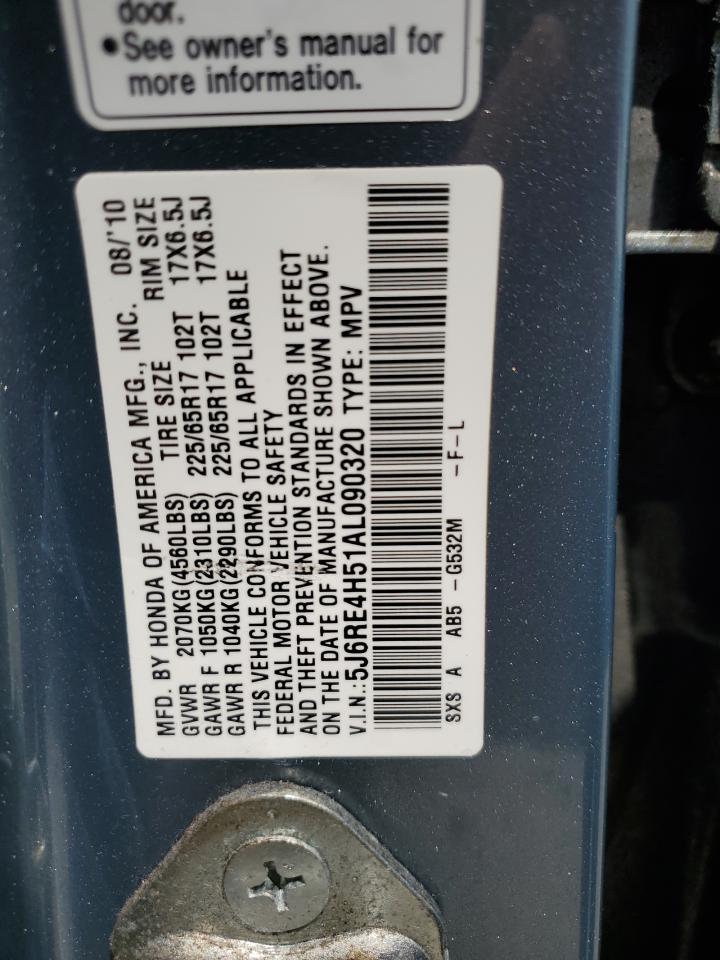 door.
•See owner's manual for
more information.
MFD. BY HONDA OF AMERICA MFG., INC. 08/'10
GVWR 2070KG(4560LBS) TIRE SIZE RIM SIZE
GAWR F 1050KG(2310LBS) 225/65R17 102T 17X6.5J
GAWR R 1040KG(2290LBS) 225/65R17 102T 17X6.5J
THIS VEHICLE CONFORMS TO ALL APPLICABLE
FEDERAL MOTOR VEHICLE SAFETY
AND THEFT PREVENTION STANDARDS IN EFFECT
ON THE DATE OF MANUFACTURE SHOWN ABOVE.
V.I.N.:5J6RE4H51AL090320 TYPE: MPV
SXS A AB5 -G532M -F-L